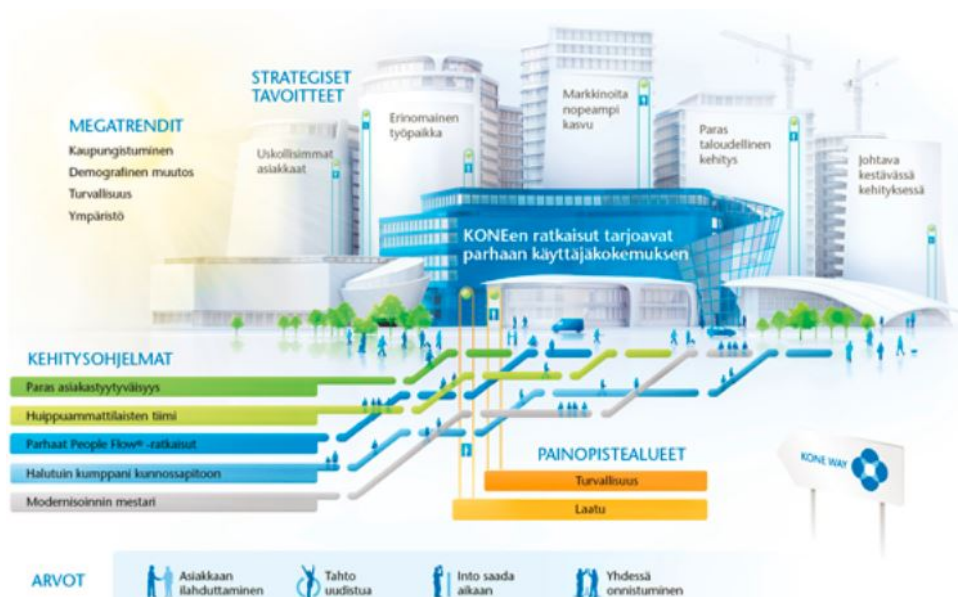 STRATEGISET
TAVOITTEET
MEGATRENDIT
Kaupungistuminen
Demografinen muutos
Turvallisuus
Ympäristö
Uskollisimmat
asiakkaat
Erinomainen
työpaikka
Markkinoita
nopeampi
kasvu
Paras
taloudellinen
kehitys
Johtava
kestävässä
kehityksessä
KONEen ratkaisut tarjoavat
parhaan käyttäjäkokemuksen
KEHITYSOHJELMAT
Paras asiakastyytyväisyys
Huippuammattilaisten tiimi
Parhaat People Flow® -ratkaisut
Halutuin kumppani kunnossapitoon
Modernisoinnin mestari
PAINOPISTEALUEET
Turvallisuus
Laatu
KONE WAY
ARVOT
Asiakkaan
ilahduttaminen
Tahto
uudistua
Into saada
aikaan
Yhdessä
onnistuminen